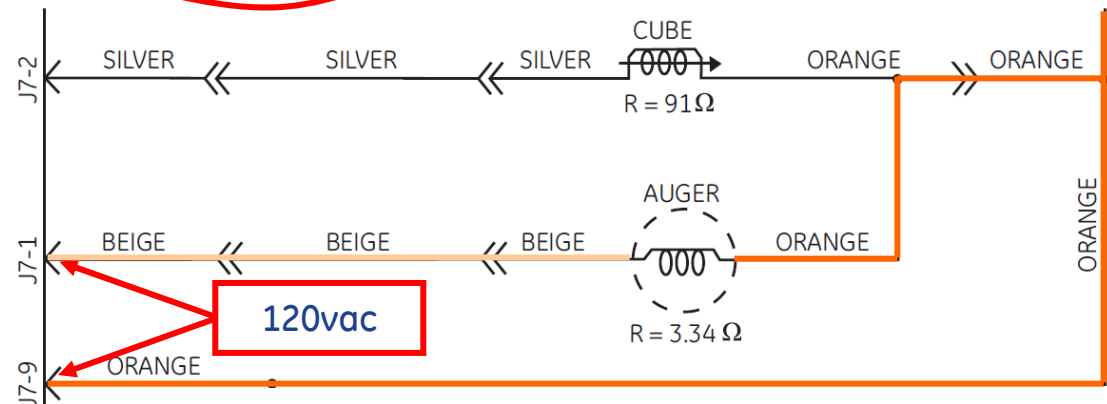 CUBE
J7-2 SILVER SILVER SILVER ORANGE ORANGE
R = 91Ω
AUGER
J7-1 BEIGE BEIGE BEIGE ORANGE ORANGE
120vac
R = 3.34 Ω
J7-9 ORANGE